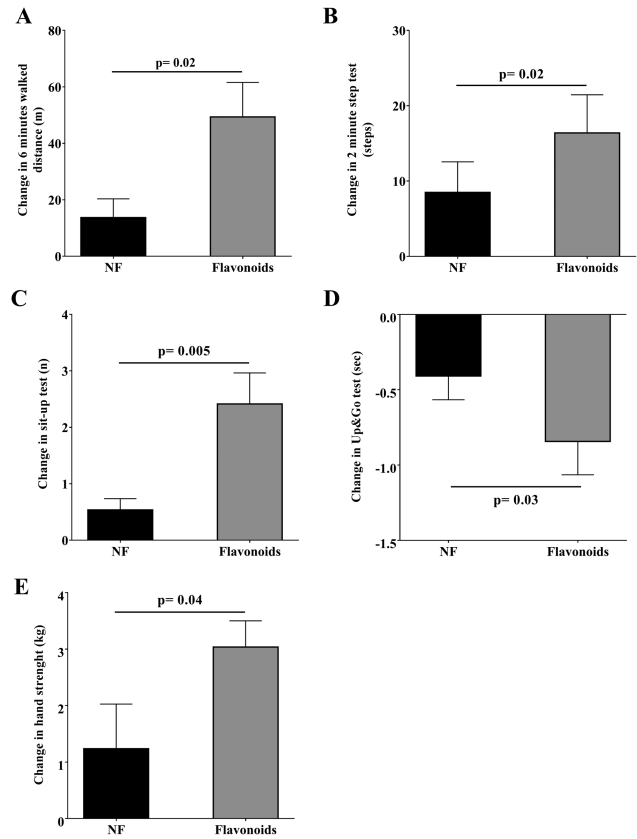 A
Change in 6 minutes walked
distance (m)
80
60
40
20
0
p= 0.02
NF
Flavonoids
B
Change in 2 minute step test
(steps)
30
20
10
0
p= 0.02
NF
Flavonoids
C
Change in sit-up test (n)
4
3
2
1
0
p= 0.005
NF
Flavonoids
D
Change in Up&Go test (sec)
0.0
-0.5
-1.0
-1.5
p= 0.03
NF
Flavonoids
E
Change in hand strenght (kg)
4
3
2
1
0
p= 0.04
NF
Flavonoids